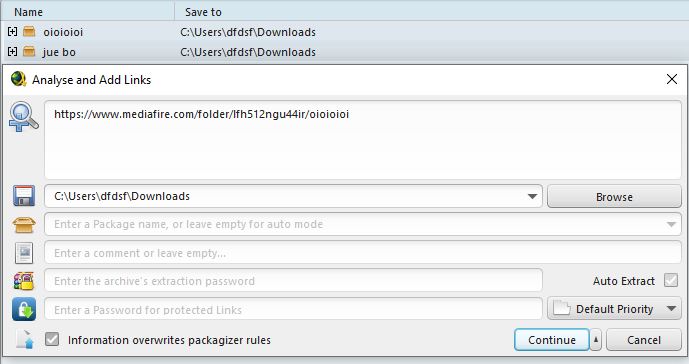 Name Save to
oioioioi C:\Users\dfdsf\Downloads
jue bo C:\Users\dfdsf\Downloads
Analyse and Add Links
https://www.mediafire.com/folder/lfh512ngu44ir/oioioioi
C:\Users\dfdsf\Downloads Browse
Enter a Package name, or leave empty for auto mode
Enter a comment or leave empty...
Enter the archive's extraction password Auto Extract
Enter a Password for protected Links Default Priority
Information overwrites packagizer rules Continue Cancel